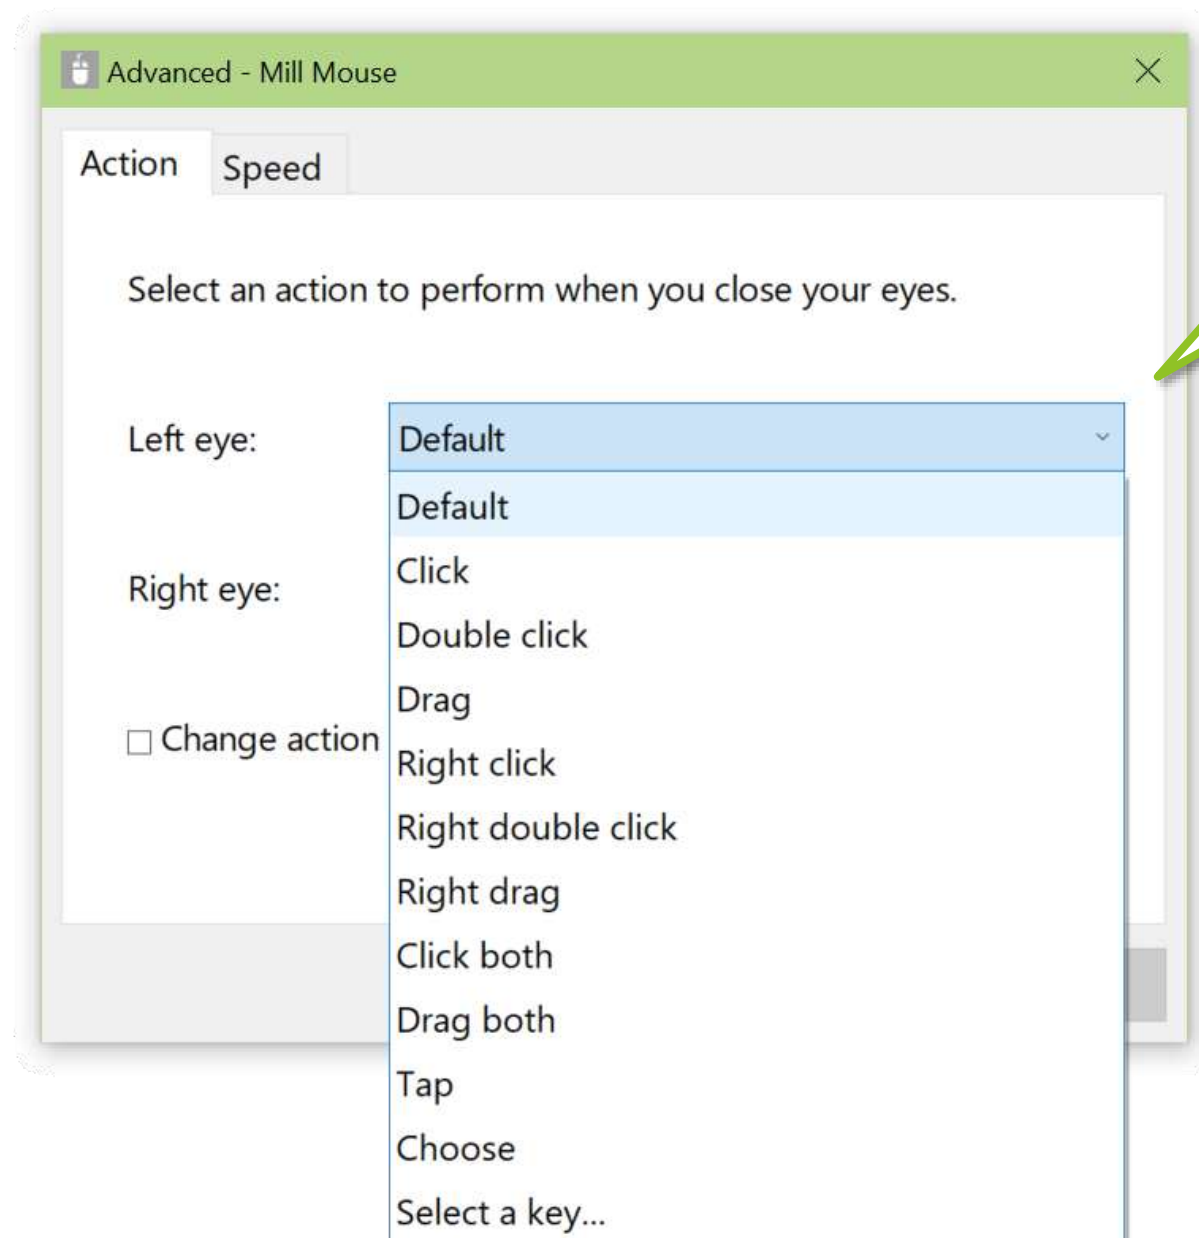 Advanced - Mill Mouse
Action Speed
Select an action to perform when you close your eyes.
Left eye: Default
Default
Click
Right eye:
Double click
Drag
Change action
Right click
Right double click
Right drag
Click both
Drag both
Tap
Choose
Select a key...